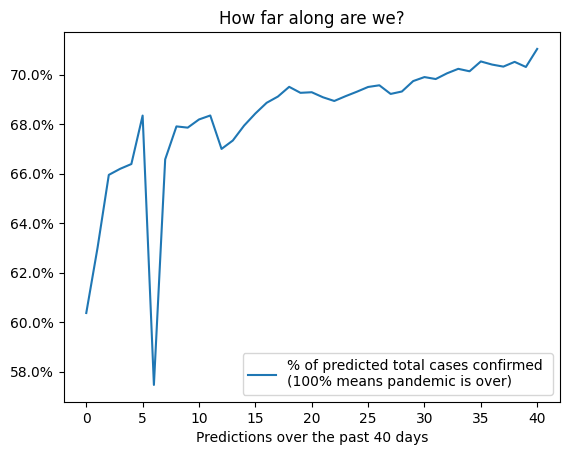 How far along are we?
70.0%
68.0%
66.0%
64.0%
62.0%
60.0%
58.0%
% of predicted total cases confirmed
(100% means pandemic is over)
0 5 10 15 20 25 30 35 40
Predictions over the past 40 days